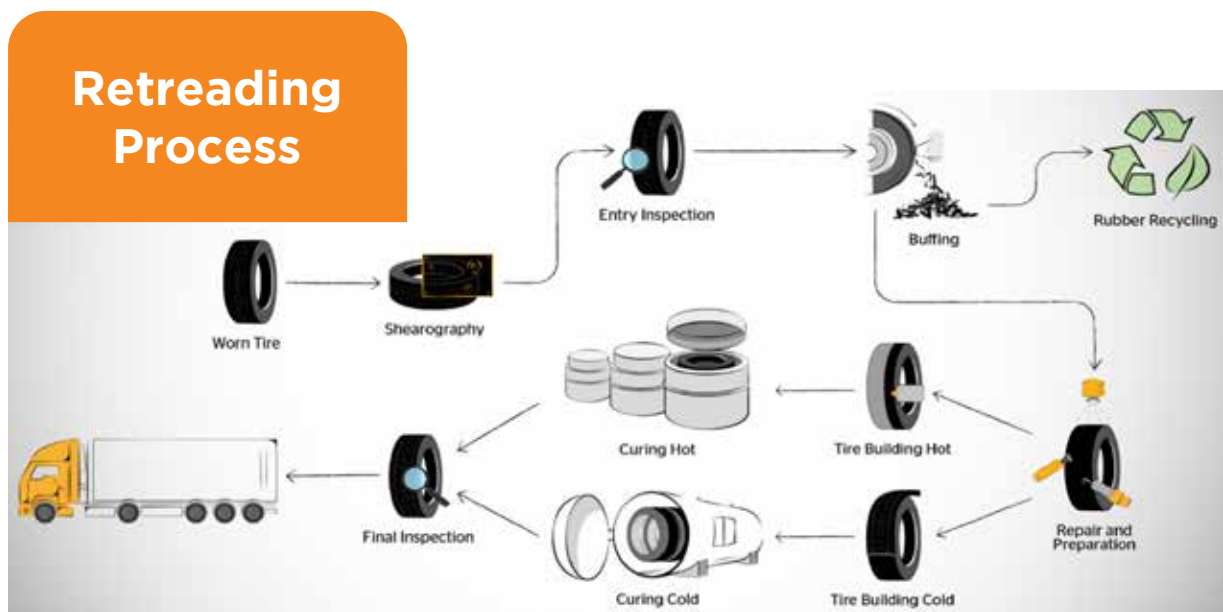 Retreading
Process
Entry Inspection
Buffing
Rubber Recycling
Worn Tire
Shearography
Curing Hot
Tire Building Hot
Final Inspection
Repair and
Preparation
Curing Cold
Tire Building Cold